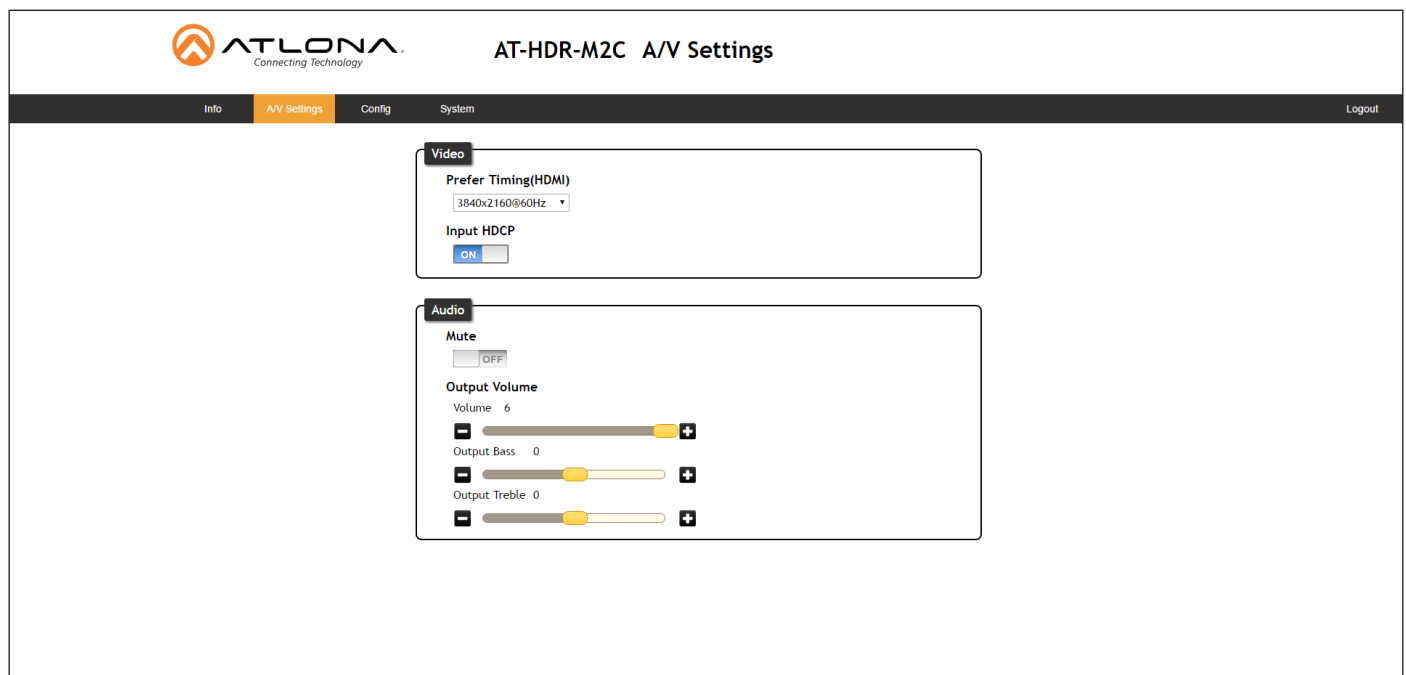 ATLONA.
Connecting Technology
AT-HDR-M2C A/V Settings
Info A/V Settings Config System Logout
Video
Prefer Timing(HDMI)
3840x2160@60Hz
Input HDCP
ON
Audio
Mute
OFF
Output Volume
Volume 6
Output Bass 0
Output Treble 0